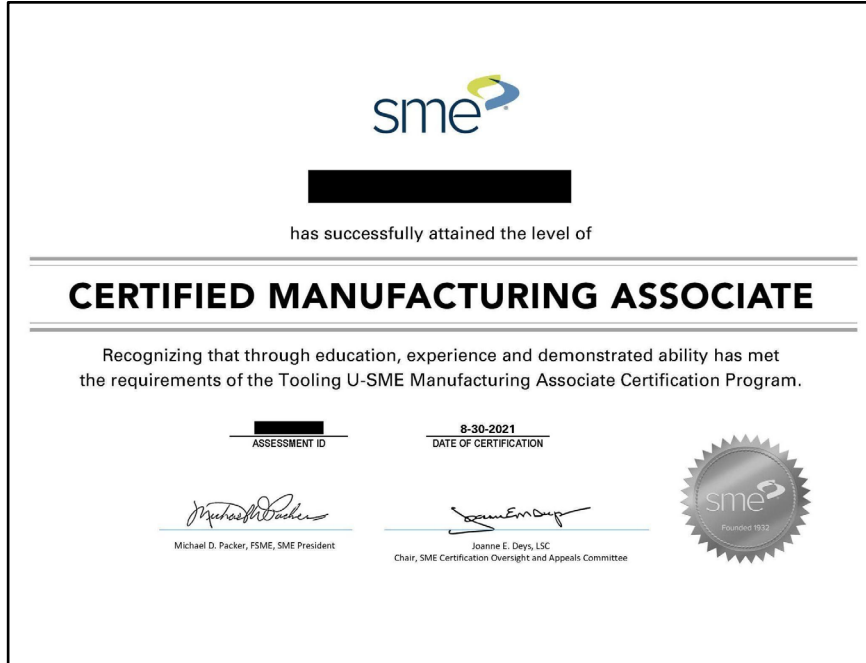 sme
has successfully attained the level of
CERTIFIED MANUFACTURING ASSOCIATE
Recognizing that through education, experience and demonstrated ability has met
the requirements of the Tooling U-SME Manufacturing Associate Certification Program.
8-30-2021
ASSESSMENT ID
DATE OF CERTIFICATION
Michael D. Packer, FSME, SME President
Joanne E. Deys, LSC
Chair, SME Certification Oversight and Appeals Committee
sme
Founded 1932